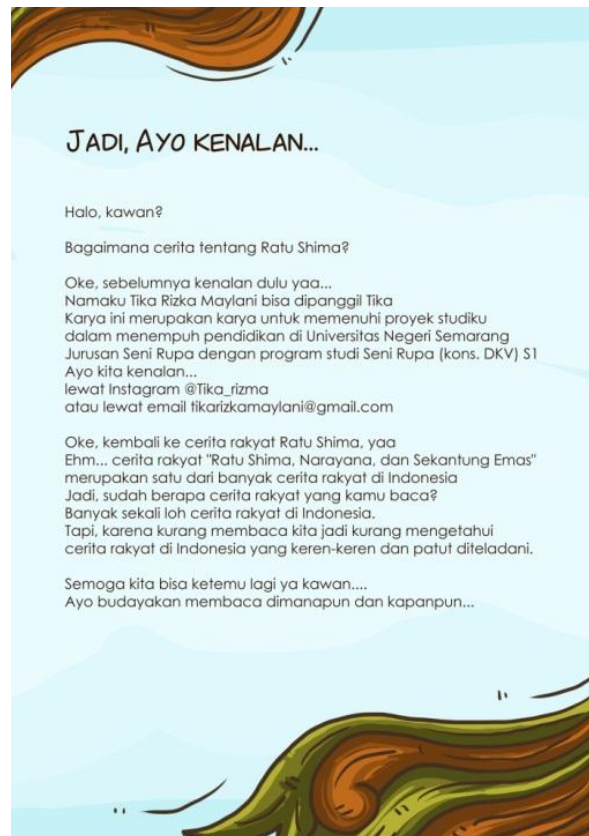 JADI, AYO KENALAN...
Halo, kawan?
Bagaimana cerita tentang Ratu Shima?
Oke, sebelumnya kenalan dulu yaa...
Namaku Tika Rizka Maylani bisa dipanggil Tika
Karya ini merupakan karya untuk memenuhi proyek studiku
dalam menempuh pendidikan di Universitas Negeri Semarang
Jurusan Seni Rupa dengan program studi Seni Rupa (kons. DKV) S1
Ayo kita kenalan...
lewat Instagram @Tika_rizma
atau lewat email tikarizkamaylani@gmail.com
Oke, kembali ke cerita rakyat Ratu Shima, yaa
Ehm... cerita rakyat "Ratu Shima, Narayana, dan Sekantung Emas"
merupakan satu dari banyak cerita rakyat di Indonesia
Jadi, sudah berapa cerita rakyat yang kamu baca?
Banyak sekali loh cerita rakyat di Indonesia.
Tapi, karena kurang membaca kita jadi kurang mengetahui
cerita rakyat di Indonesia yang keren-keren dan patut diteladani.
Semoga kita bisa ketemu lagi ya kawan....
Ayo budayakan membaca dimanapun dan kapanpun...